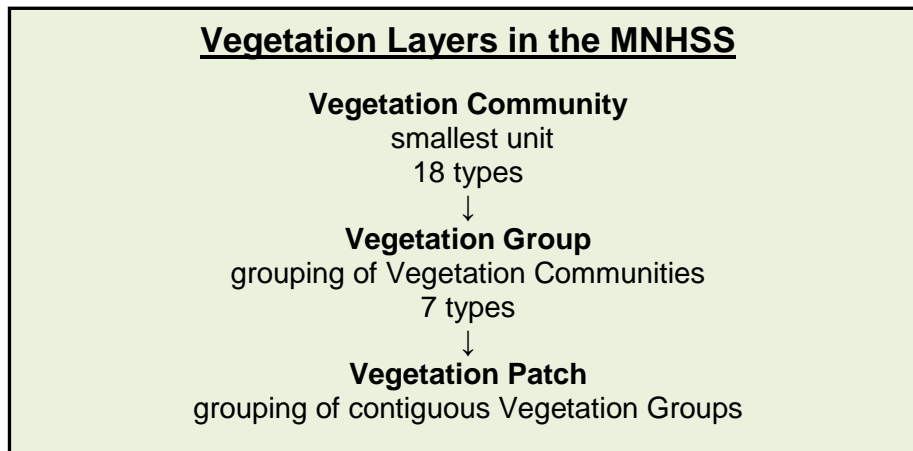 Vegetation Layers in the MNHSS
Vegetation Community
smallest unit
18 types
↓
Vegetation Group
grouping of Vegetation Communities
7 types
↓
Vegetation Patch
grouping of contiguous Vegetation Groups